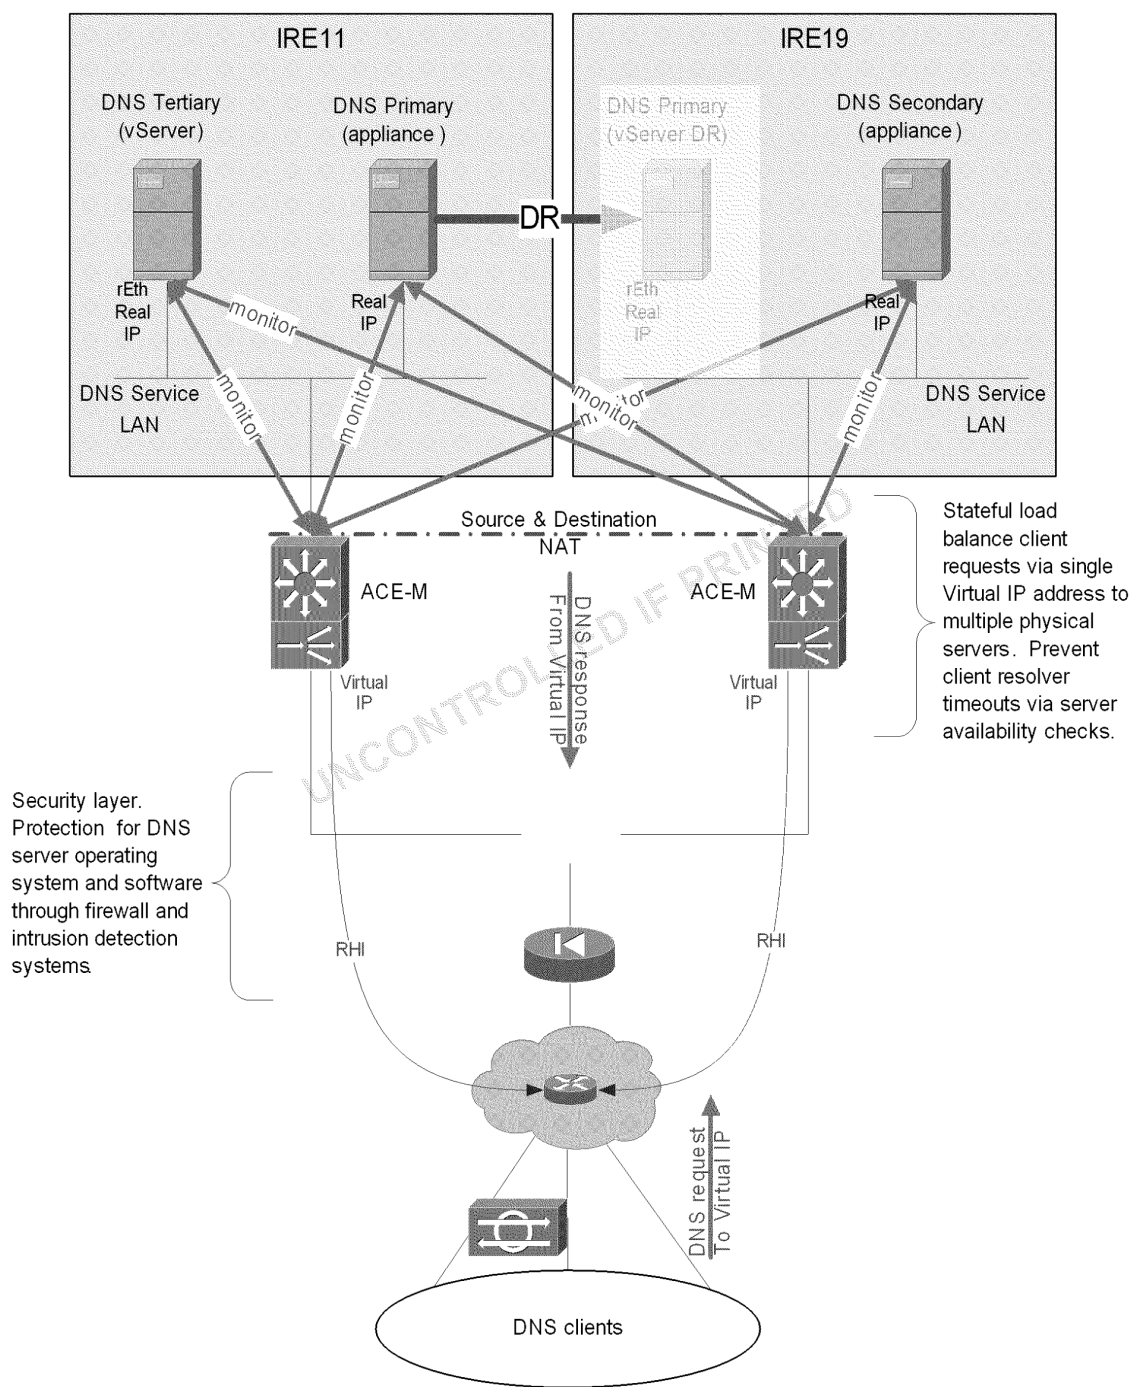 IRE11
IRE19
DNS Tertiary
(vServer)
DNS Primary
(appliance)
DNS Primary
(vServer DR)
DNS Secondary
(appliance)
DR
rEth
Real
IP
Real
IP
rEth
Real
IP
Real
IP
monitor
monitor
monitor
monitor
monitor
monitor
DNS Service
LAN
DNS Service
LAN
Source & Destination
NAT
ACE-M
ACE-M
Virtual
IP
Virtual
IP
DNS response
From Virtual IP
UNCONTROLLED IF PRINTED
Stateful load
balance client
requests via single
Virtual IP address to
multiple physical
servers. Prevent
client resolver
timeouts via server
availability checks.
Security layer.
Protection for DNS
server operating
system and software
through firewall and
intrusion detection
systems.
RHI
RHI
DNS request
To Virtual IP
DNS clients